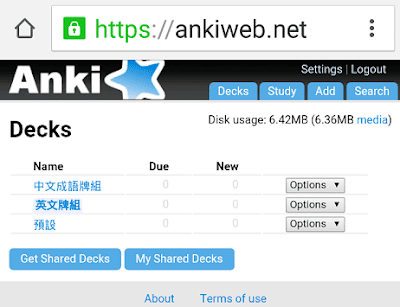 https://ankiweb.net
Anki
Settings | Logout
Decks Study Add Search
Decks
Disk usage: 6.42MB (6.36MB media)
Name Due New
中文成語牌組 0 0 Options ▼
英文牌組 0 0 Options ▼
預設 0 0 Options ▼
Get Shared Decks My Shared Decks
About Terms of use